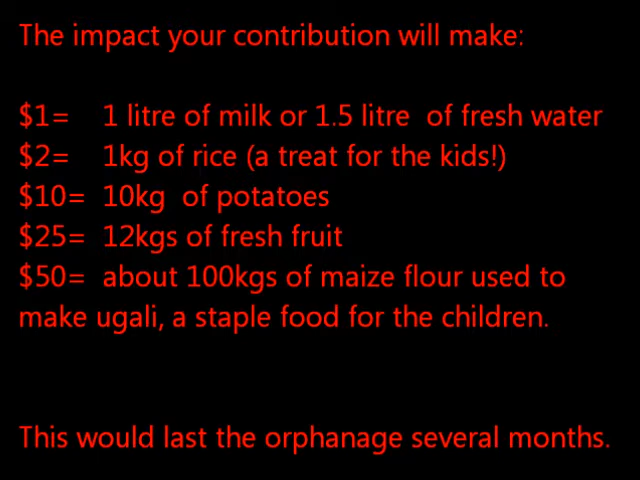 The impact your contribution will make:
$1= 1 litre of milk or 1.5 litre of fresh water
$2= 1kg of rice (a treat for the kids!)
$10= 10kg of potatoes
$25= 12kgs of fresh fruit
$50= about 100kgs of maize flour used to
make ugali, a staple food for the children.
This would last the orphanage several months.